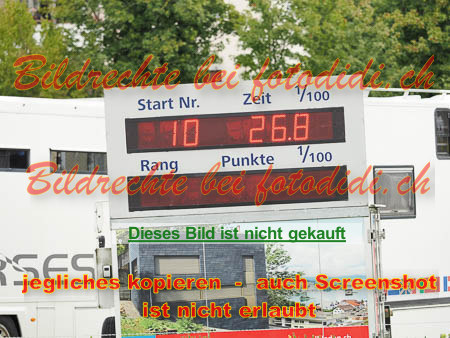 Bildrechte bei fotodidi.ch
Start Nr. Zeit 1/100
10 26.8
Rang Punkte 1/100
Bildrechte bei fotodidi.ch
Dieses Bild ist nicht gekauft
RSES
jegliches kopieren - auch Screenshot
ist nicht erlaubt